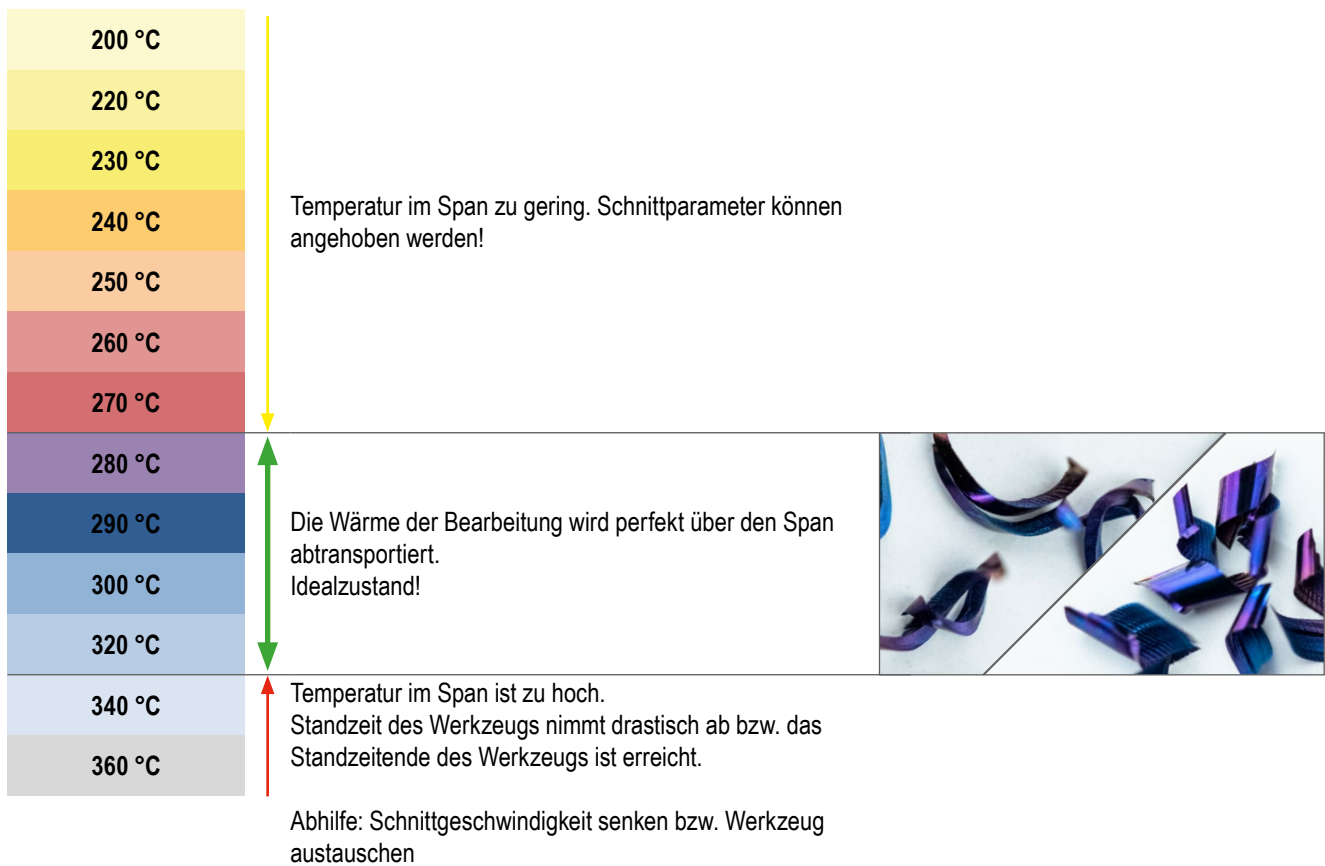 200 °C
220 °C
230 °C
240 °C
250 °C
260 °C
270 °C
Temperatur im Span zu gering. Schnittparameter können
angehoben werden!
280 °C
290 °C
300 °C
320 °C
Die Wärme der Bearbeitung wird perfekt über den Span
abtransportiert.
Idealzustand!
340 °C
360 °C
Temperatur im Span ist zu hoch.
Standzeit des Werkzeugs nimmt drastisch ab bzw. das
Standzeitende des Werkzeugs ist erreicht.
Abhilfe: Schnittgeschwindigkeit senken bzw. Werkzeug
austauschen